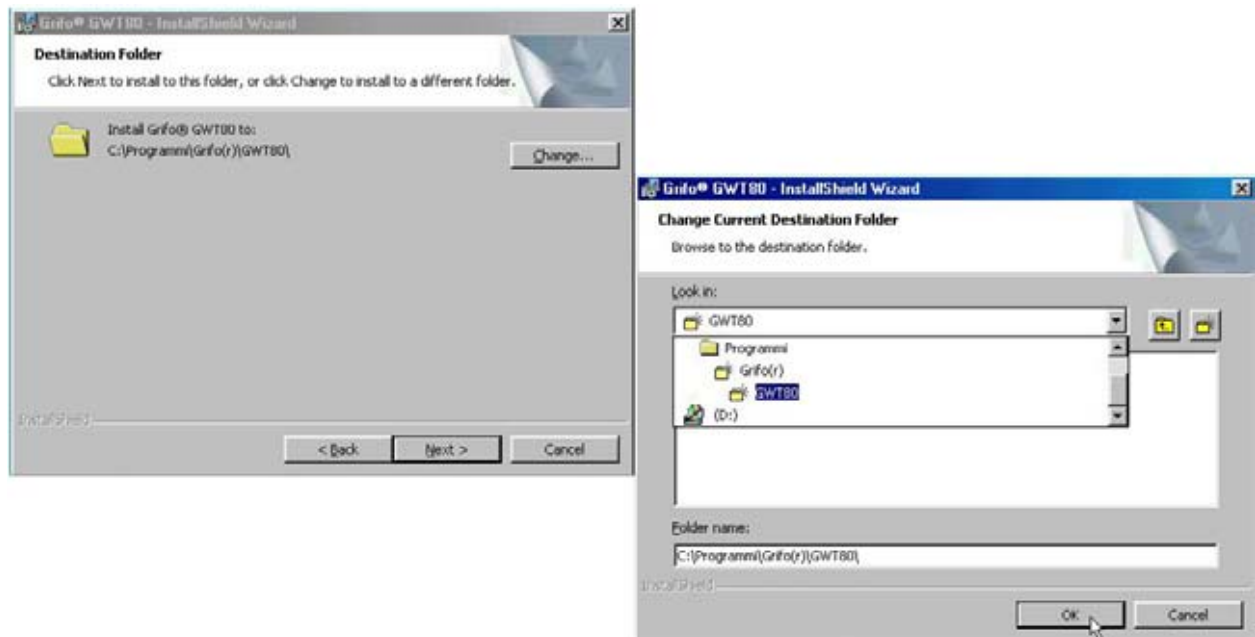 Grifo® GWT80 - InstallShield Wizard
Destination Folder
Click Next to install to this folder, or click Change to install to a different folder.
Install Grifo® GWT80 to:
C:\Programmi\Grifo(r)\GWT80\
Change...
InstallShield
< Back
Next >
Cancel
Grifo® GWT80 - InstallShield Wizard
Change Current Destination Folder
Browse to the destination folder.
Look in:
GWT80
Programmi
Grifo(r)
GWT80
(D:)
Folder name:
C:\Programmi\Grifo(r)\GWT80\
InstallShield
OK
Cancel